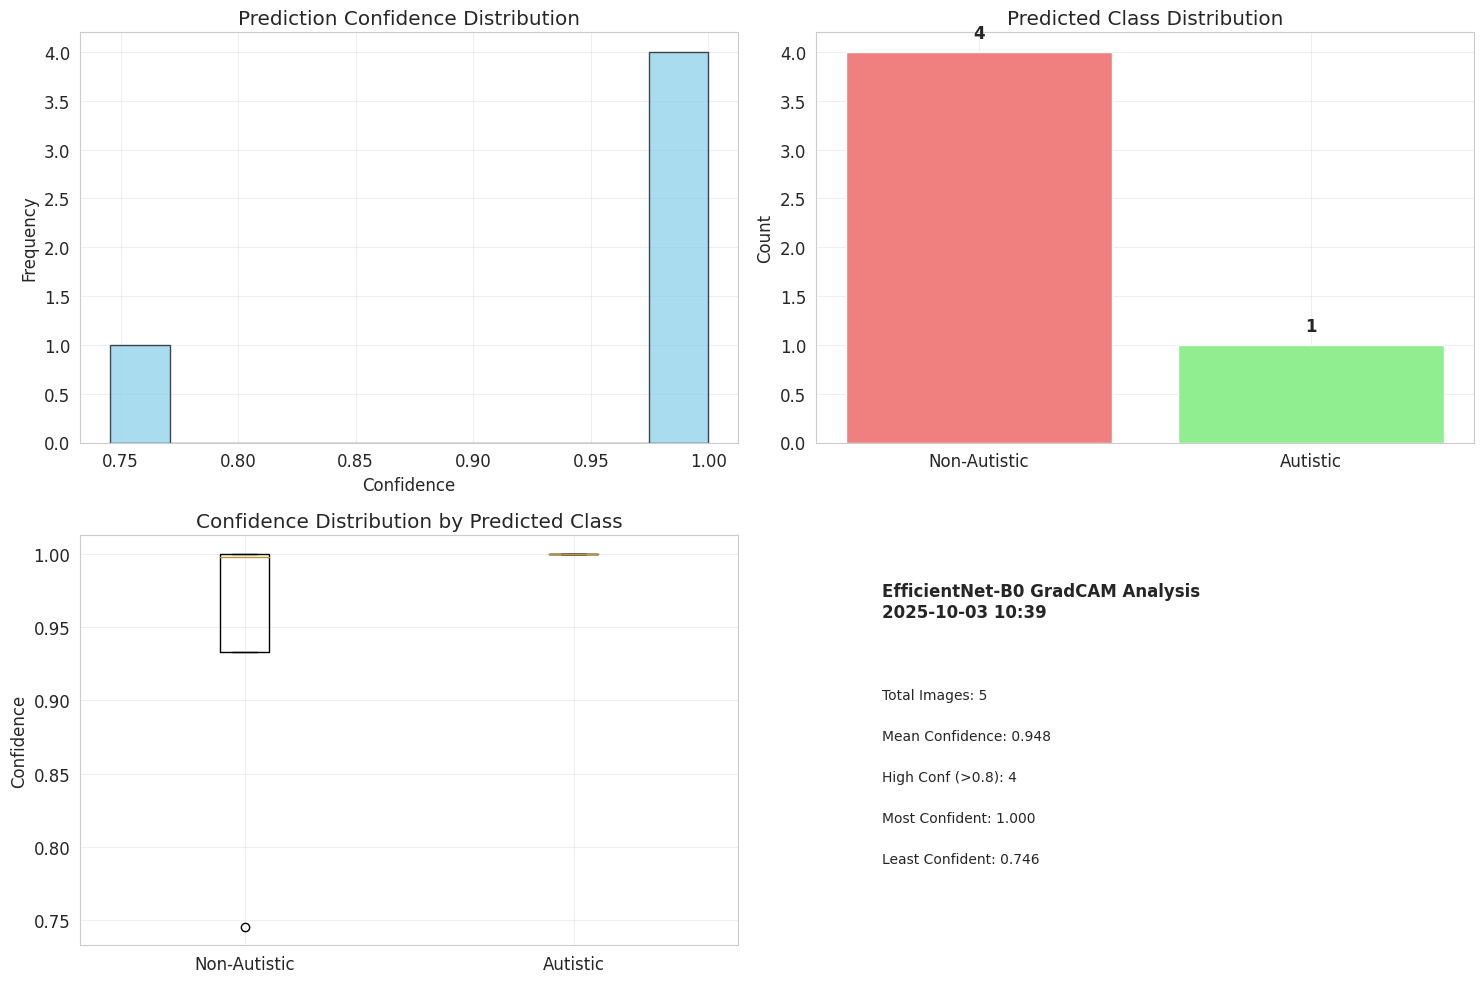 Prediction Confidence Distribution
4.0
3.5
3.0
2.5
2.0
1.5
1.0
0.5
0.0
Frequency
0.75 0.80 0.85 0.90 0.95 1.00
Confidence
Predicted Class Distribution
4
1
4.0
3.5
3.0
2.5
2.0
1.5
1.0
0.5
0.0
Count
Non-Autistic Autistic
Confidence Distribution by Predicted Class
1.00
0.95
0.90
0.85
0.80
0.75
Confidence
Non-Autistic Autistic
EfficientNet-B0 GradCAM Analysis
2025-10-03 10:39
Total Images: 5
Mean Confidence: 0.948
High Conf (>0.8): 4
Most Confident: 1.000
Least Confident: 0.746